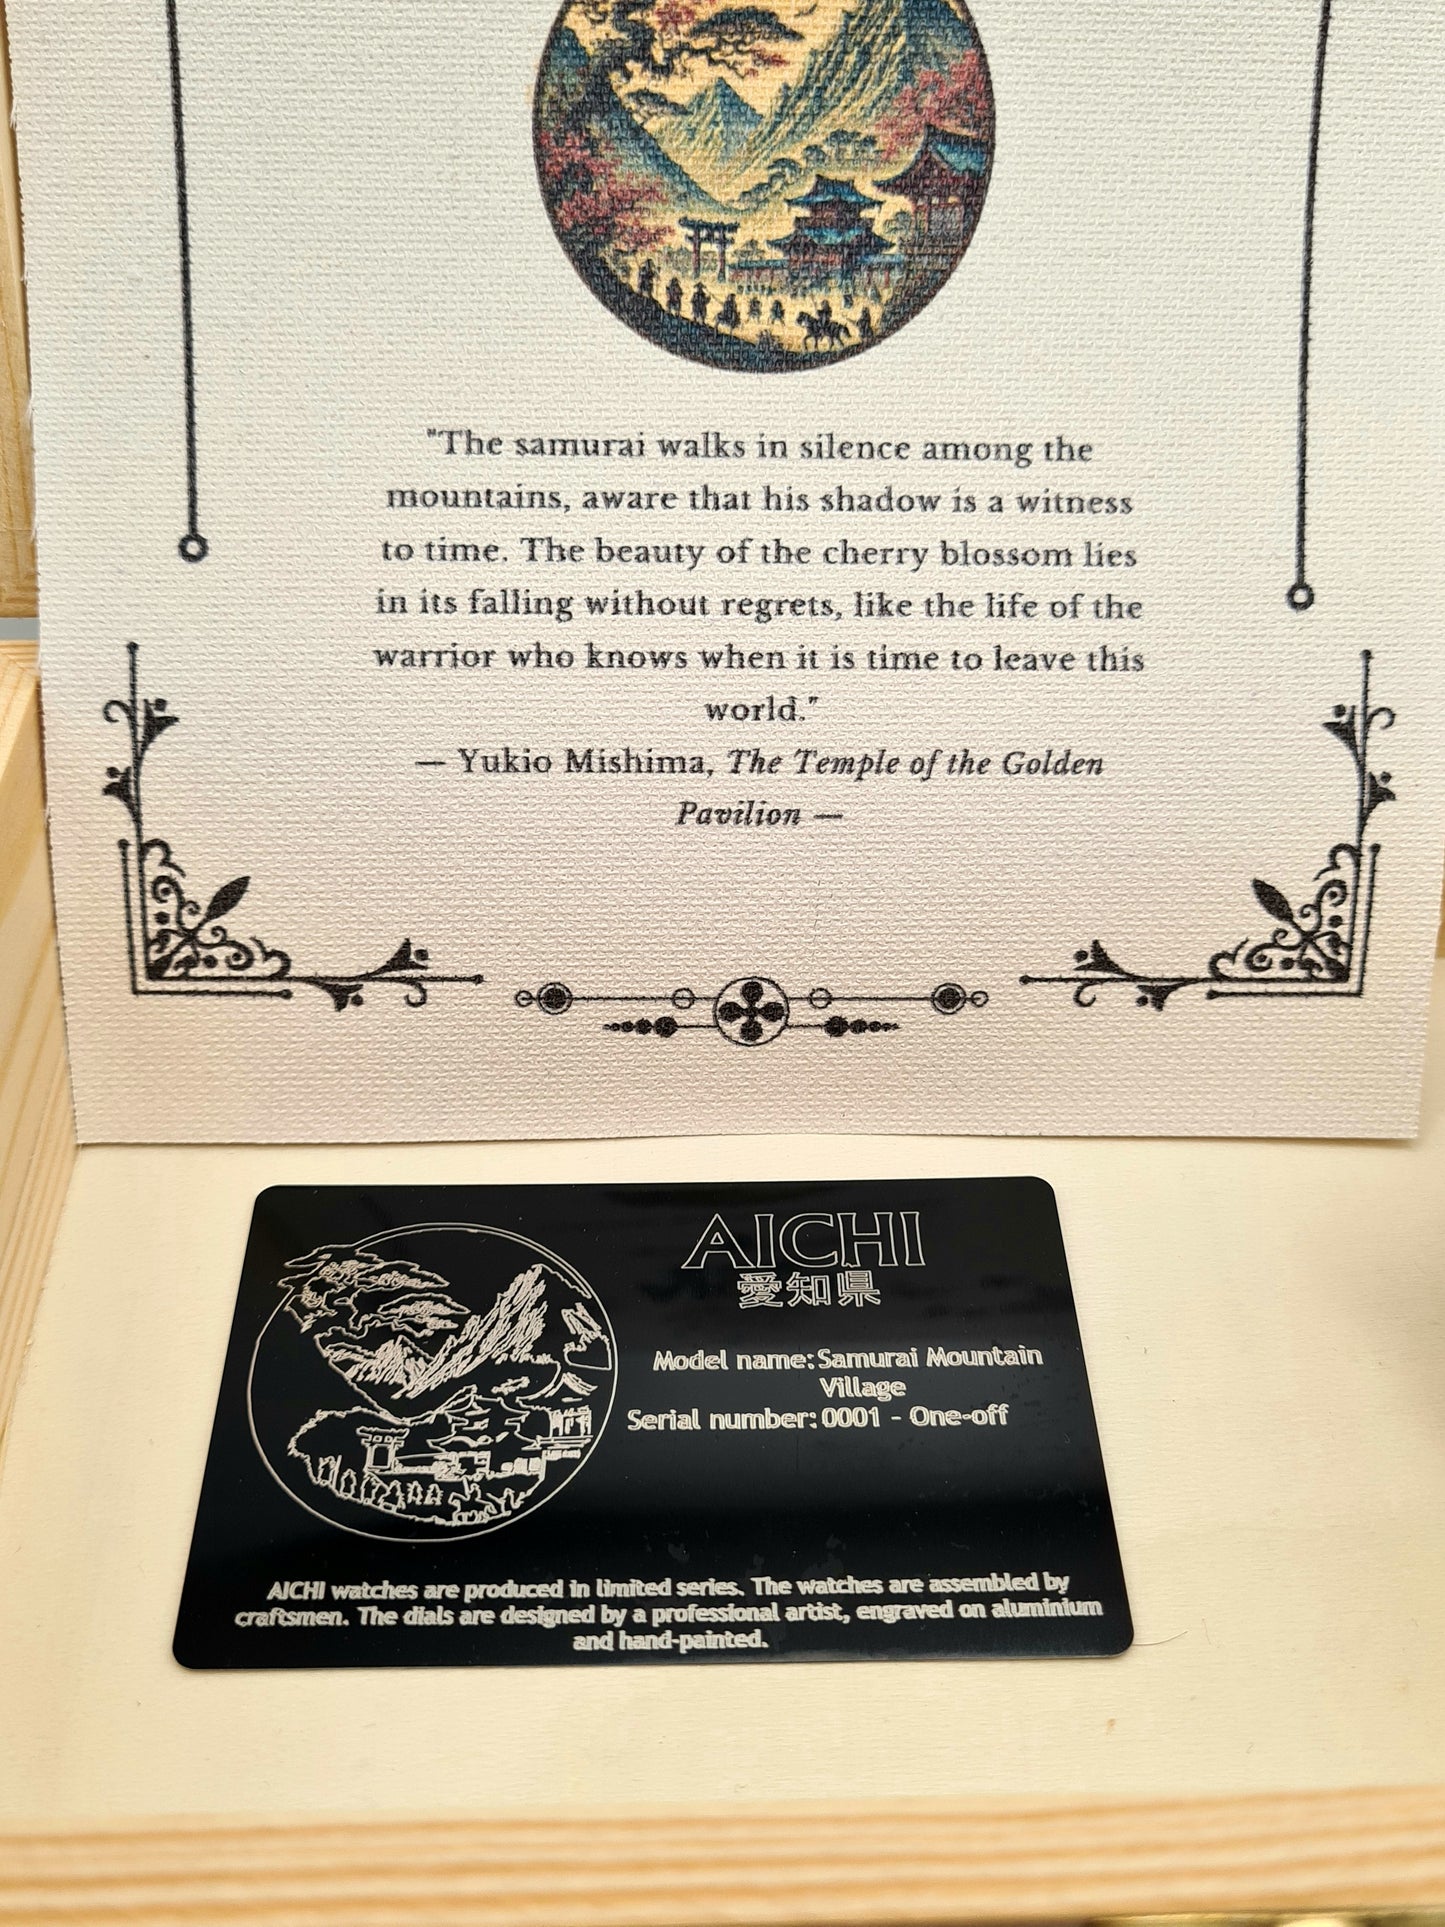 "The samurai walks in silence among the
mountains, aware that his shadow is a witness
to time. The beauty of the cherry blossom lies
in its falling without regrets, like the life of the
warrior who knows when it is time to leave this
world."
— Yukio Mishima, The Temple of the Golden
Pavilion —
AICHI
愛知県
Model name: Samurai Mountain
Village
Serial number: 0001 - One-off
AICHI watches are produced in limited series. The watches are assembled by
craftsmen. The dials are designed by a professional artist, engraved on aluminium
and hand-painted.